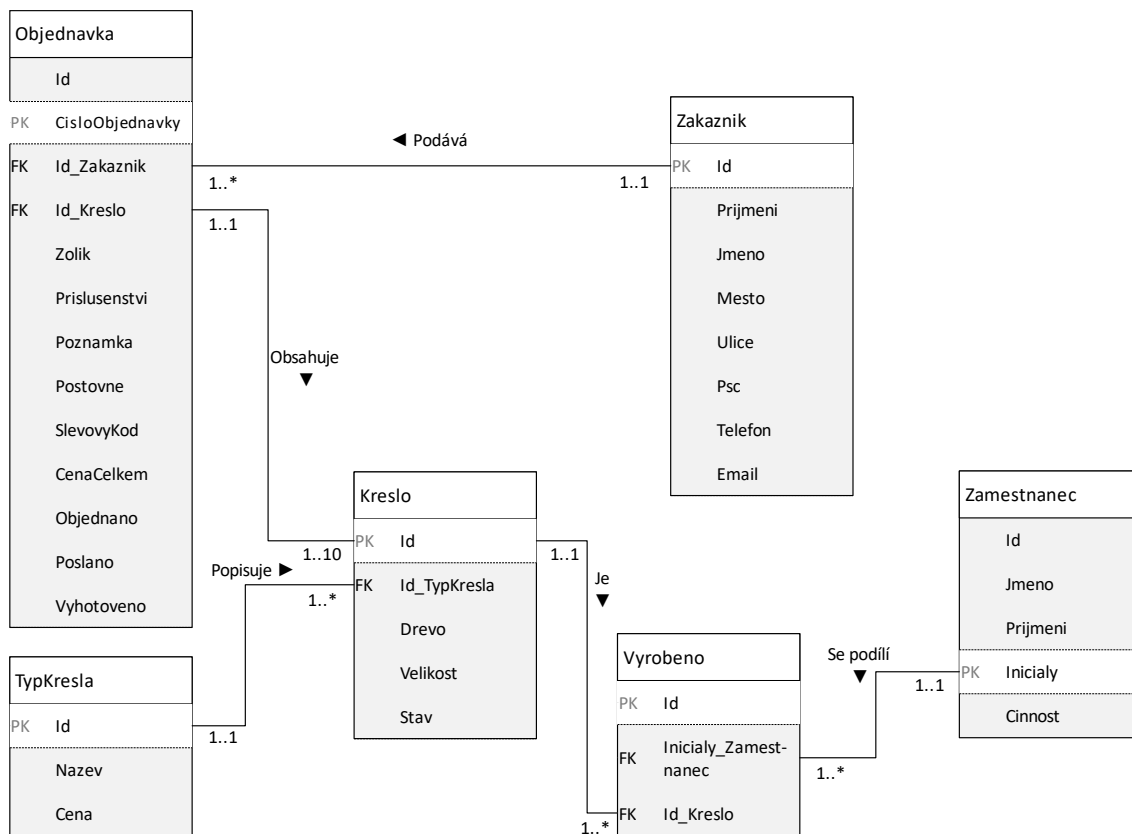 Objednavka
Id
PK CisloObjednavky
FK Id_Zakaznik
FK Id_Kreslo
Zolik
Prislusenstvi
Poznamka
Postovne
SlevovyKod
CenaCelkem
Objednano
Poslano
Vyhotoveno
◄ Podává
1..*
1..1
Zakaznik
PK Id
Prijmeni
Jmeno
Mesto
Ulice
Psc
Telefon
Email
1..1
Obsahuje
▼
1..10
Kreslo
PK Id
FK Id_TypKresla
Drevo
Velikost
Stav
Popisuje ►
1..*
1..1
TypKresla
PK Id
Nazev
Cena
1..1
Je
▼
1..*
Vyrobeno
PK Id
FK Inicialy_Zamest-
nanec
FK Id_Kreslo
Se podílí
▼
1..*
1..1
Zamestnanec
Id
Jmeno
Prijmeni
PK Inicialy
Cinnost